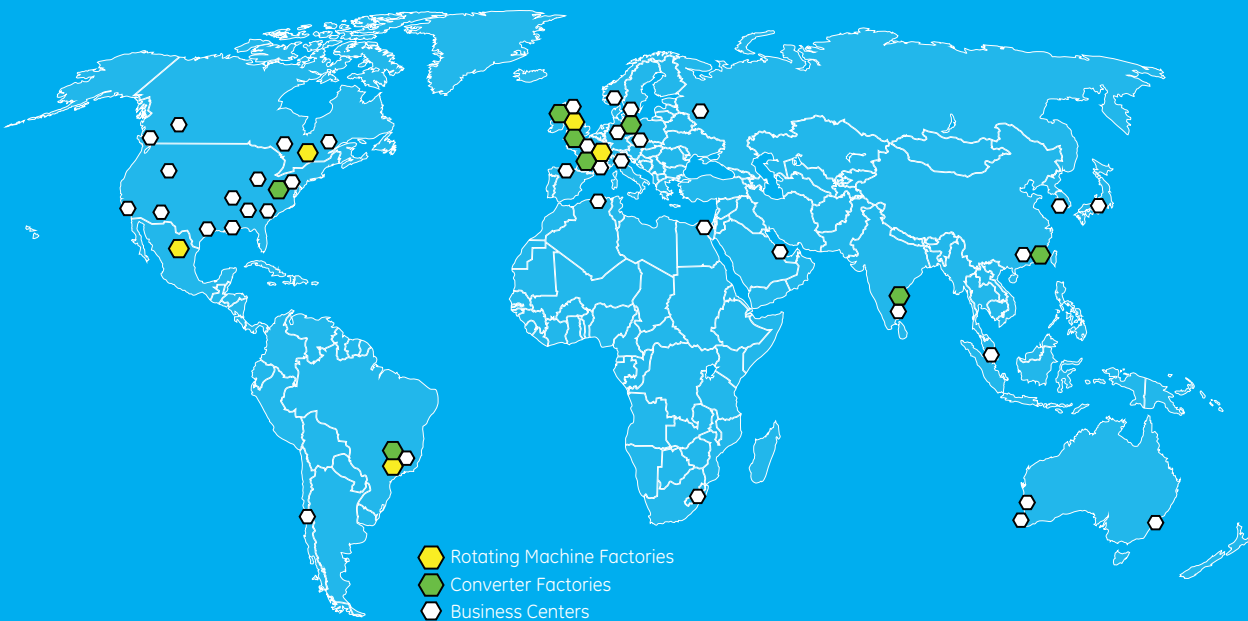 Rotating Machine Factories
Converter Factories
Business Centers